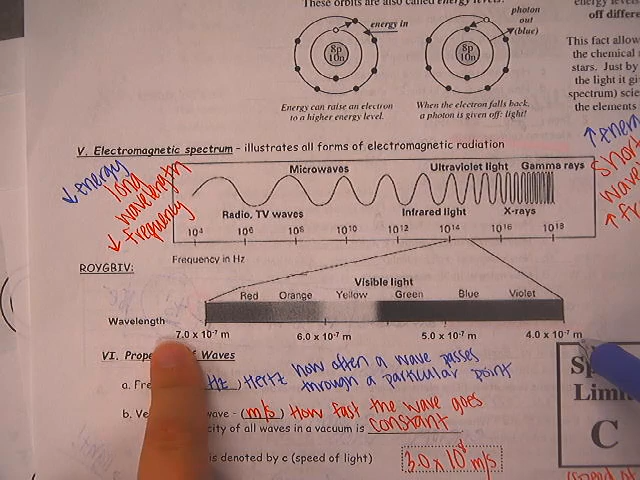 These orbits are also called energy levels.
energy in
photon
out
(blue)
8p
10n
8p
10n
Energy can raise an electron
to a higher energy level.
When the electron falls back,
a photon is given off: light!
energy
off differe
This fact allow
the chemical
stars. Just by
the light it gi
spectrum) scie
the elements
V. Electromagnetic spectrum - illustrates all forms of electromagnetic radiation
↓ energy
long
wavelength
↓ frequency
Microwaves
Ultraviolet light
Gamma rays
Radio, TV waves
Infrared light
X-rays
10⁴ 10⁶ 10⁸ 10¹⁰ 10¹² 10¹⁴ 10¹⁶ 10¹⁸
Frequency in Hz
↑ Energ
short
wave
↑ fr
ROYGBIV:
Visible light
Red Orange Yellow Green Blue Violet
Wavelength
7.0 x 10⁻⁷ m 6.0 x 10⁻⁷ m 5.0 x 10⁻⁷ m 4.0 x 10⁻⁷ m
VI. Prope Waves
a. Fre Hz) Hertz how often a wave passes
through a particular point
b. Ve wave - (m/s) How fast the wave goes
city of all waves in a vacuum is constant
is denoted by c (speed of light) 3.0 x 10⁸ m/s
Sp
Limi
C